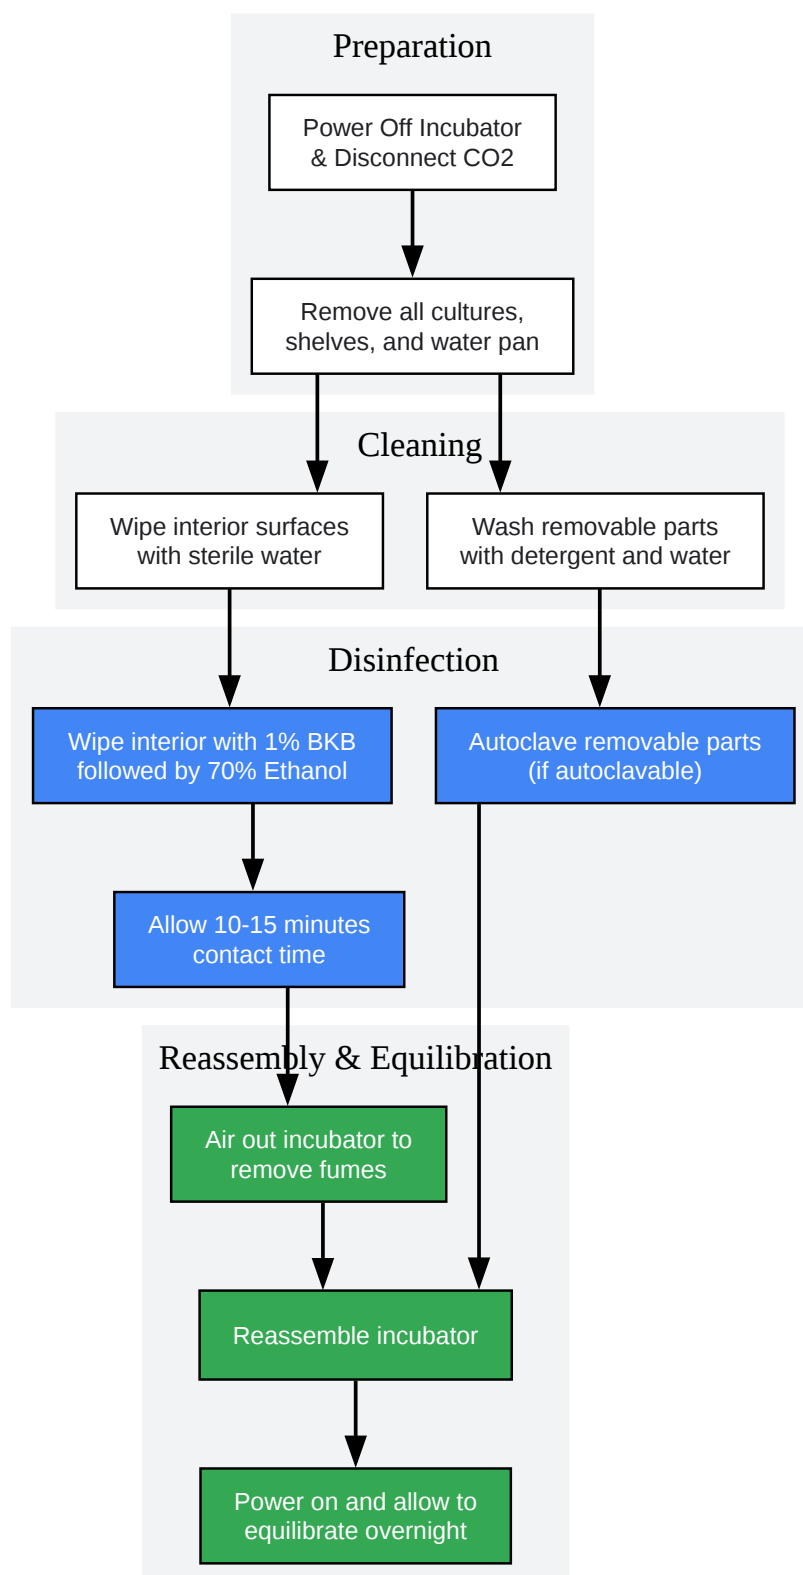 Preparation
Power Off Incubator
& Disconnect CO2
Remove all cultures,
shelves, and water pan
Cleaning
Wipe interior surfaces
with sterile water
Wash removable parts
with detergent and water
Disinfection
Wipe interior with 1% BKB
followed by 70% Ethanol
Autoclave removable parts
(if autoclavable)
Allow 10-15 minutes
contact time
Reassembly & Equilibration
Air out incubator to
remove fumes
Reassemble incubator
Power on and allow to
equilibrate overnight